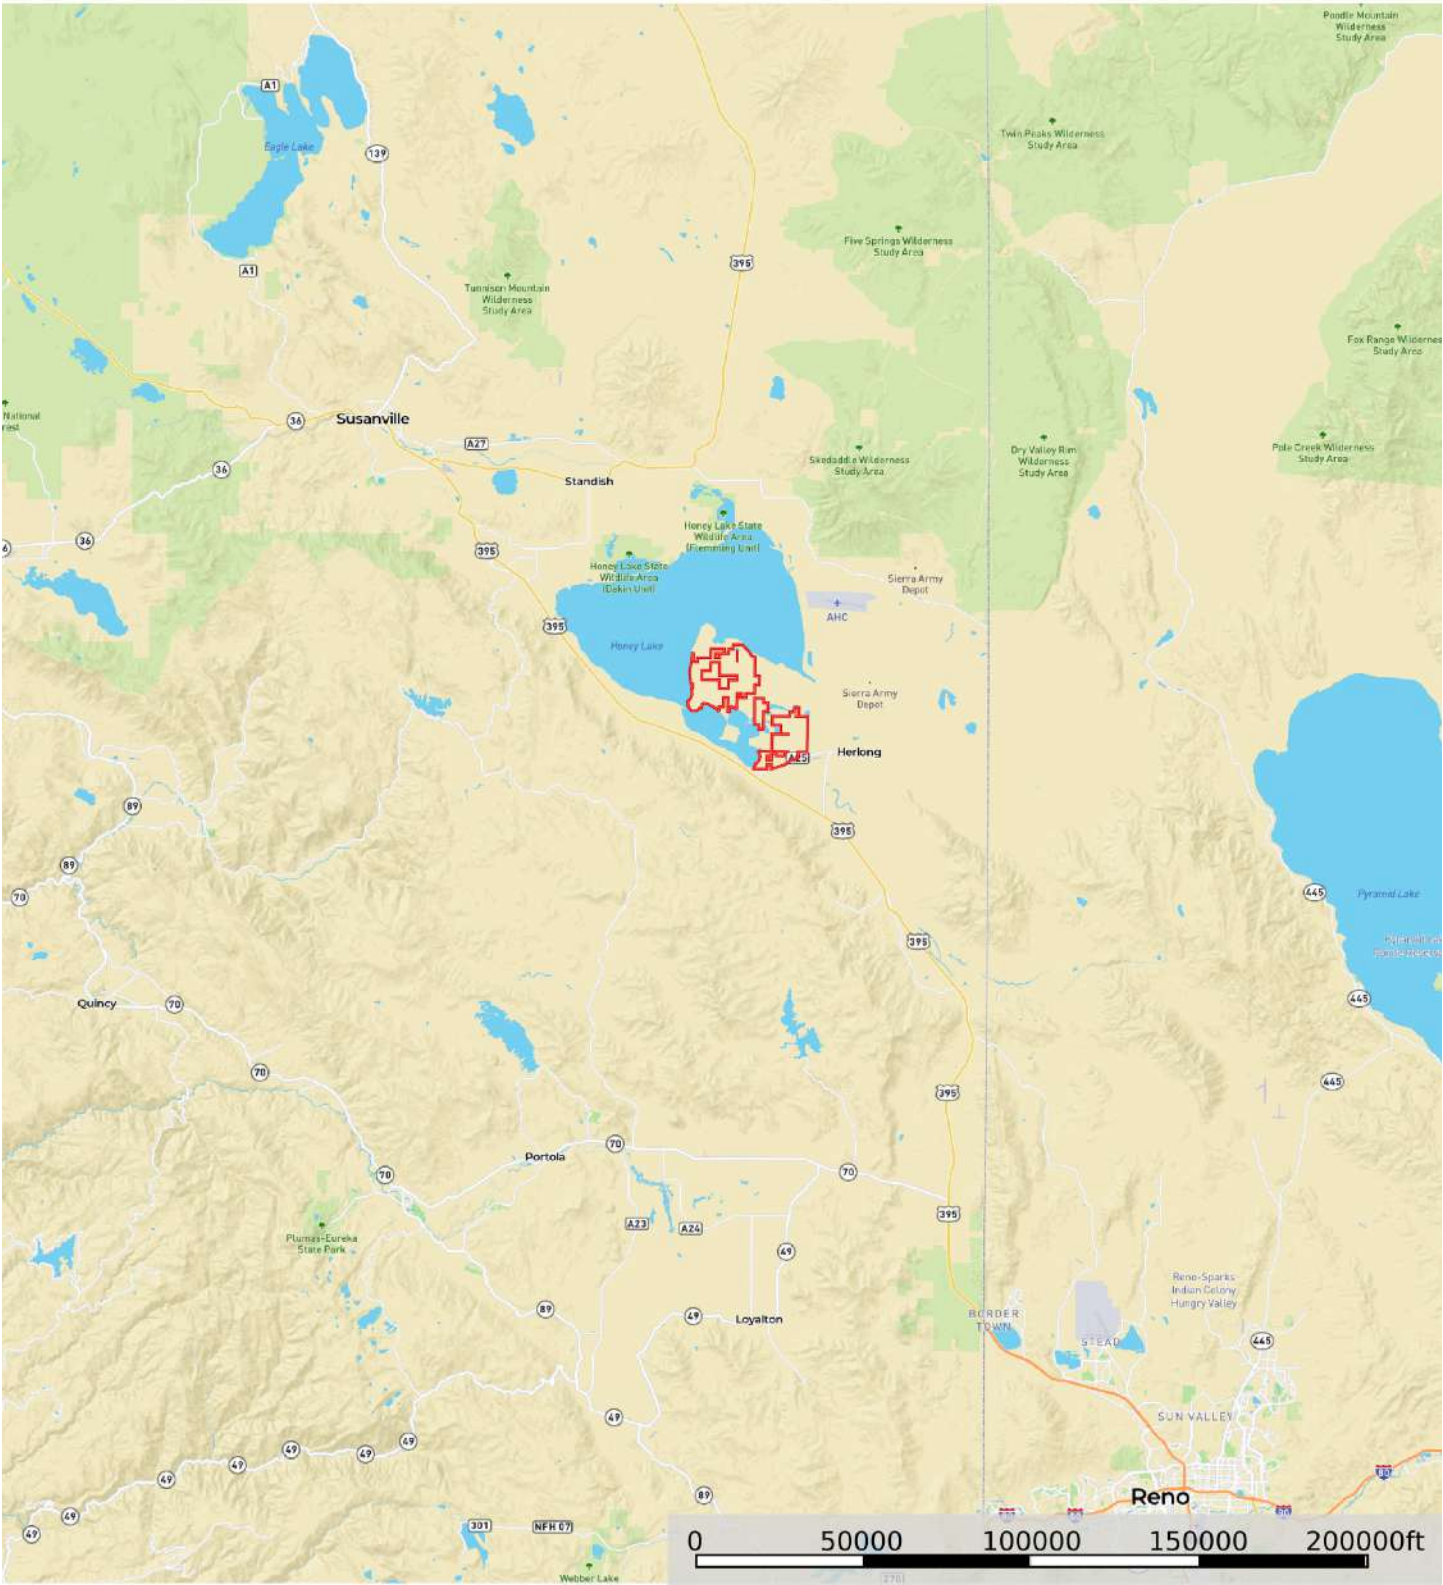 Poodle Mountain
Wilderness
Study Area
A1
Twin Peaks Wilderness
Study Area
Eagle Lake
139
Five Springs Wilderness
Study Area
395
A1
Tunnison Mountain
Wilderness
Study Area
Fox Range Wildernes
Study Area
National
rest
36
Susanville
A27
Skedaddle Wilderness
Study Area
Dry Valley Rim
Wilderness
Study Area
Pole Creek Wilderness
Study Area
36
Standish
Honey Lake State
Wildlife Area
(Flemming Unit)
36
6
395
Honey Lake State
Wildlife Area
(Dakin Unit)
Sierra Army
Depot
AHC
395
Honey Lake
Sierra Army
Depot
Herlong
A25
89
395
89
70
445
Pyramid Lake
395
445
Quincy
70
70
445
395
70
Portola
70
70
395
A23
A24
Plumas-Eureka
State Park
49
Reno-Sparks
Indian Colony
Hungry Valley
89
49
Loyalton
BORDER
TOWN
STEAD
445
49
SUN VALLEY
49
49
49
49
49
80
89
Reno
49
49
80
301
NFH 07
0 50000 100000 150000 200000ft
Webber Lake